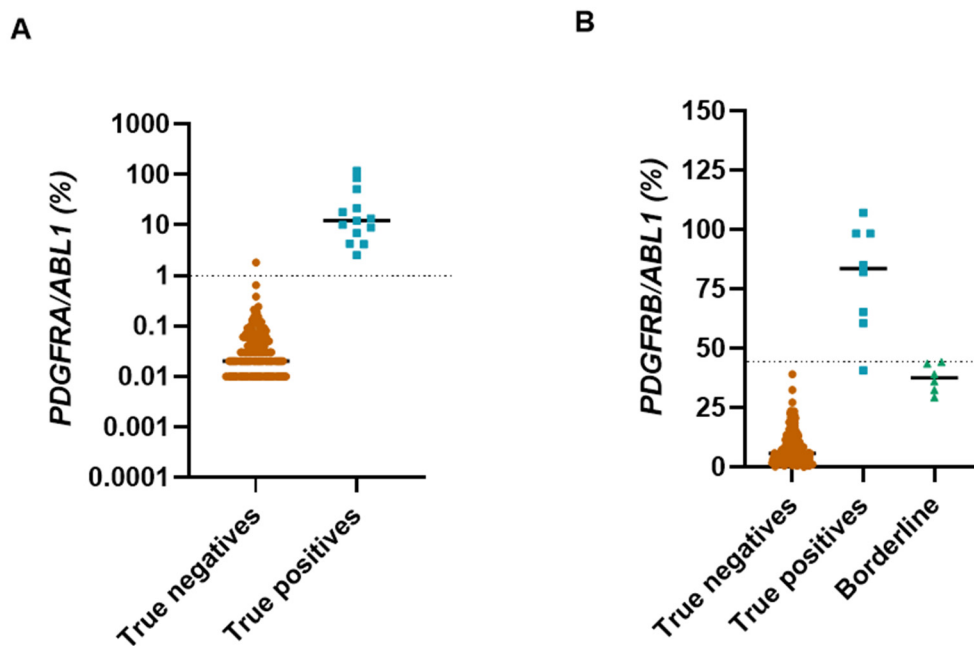 A
PDGFRA/ABL1 (%)
1000
100
10
1
0.1
0.01
0.001
0.0001
True negatives
True positives
B
PDGFRB/ABL1 (%)
150
125
100
75
50
25
0
True negatives
True positives
Borderline